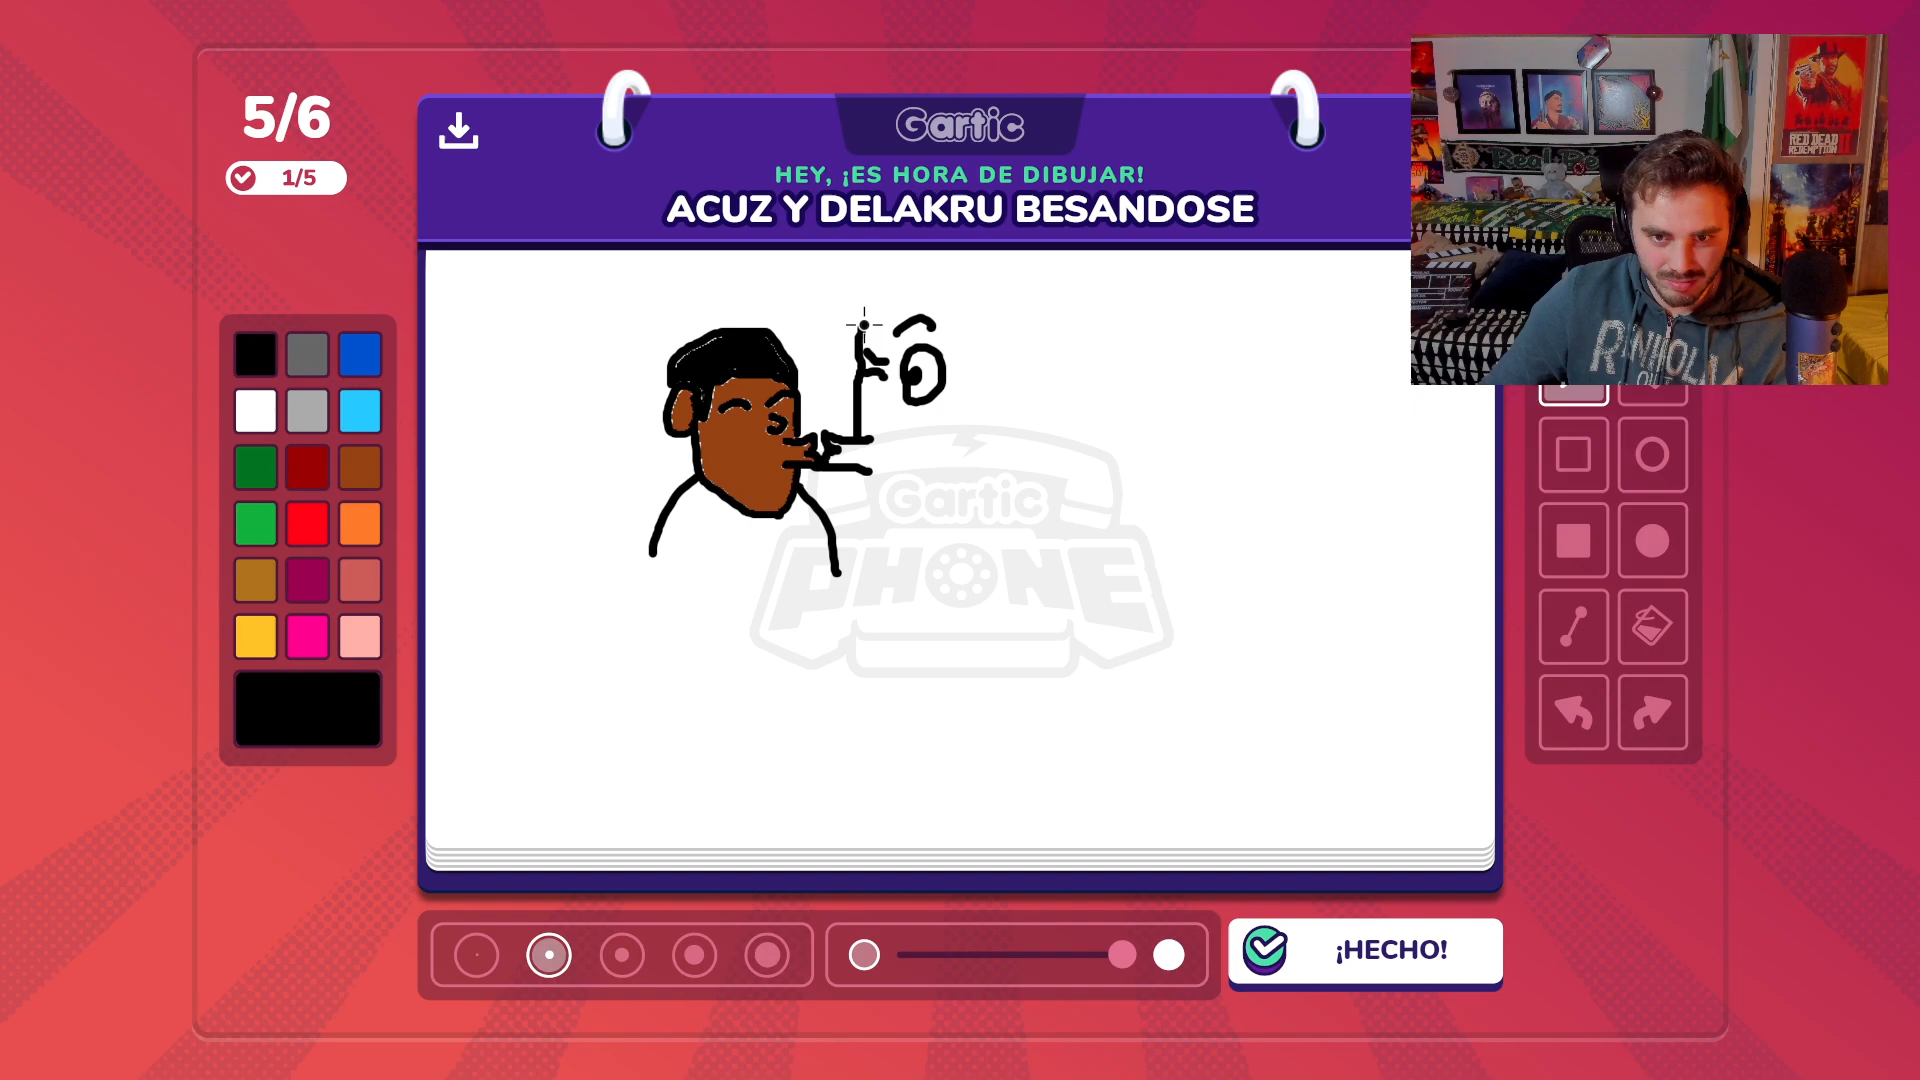 5/6
1/5
Gartic
HEY, ¡ES HORA DE DIBUJAR!
ACUZ Y DELAKRU BESANDOSE
Gartic
PHONE
¡HECHO!
RED DEAD
REDEMPTION II